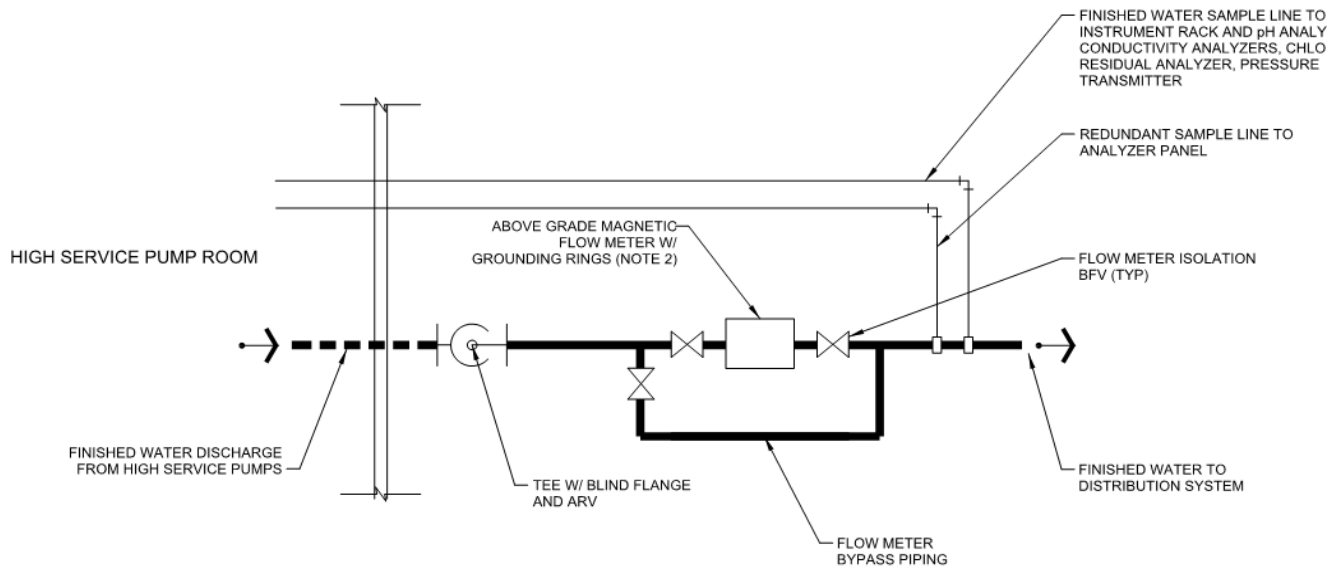 FINISHED WATER SAMPLE LINE TO
INSTRUMENT RACK AND pH ANALY
CONDUCTIVITY ANALYZERS, CHLO
RESIDUAL ANALYZER, PRESSURE
TRANSMITTER
REDUNDANT SAMPLE LINE TO
ANALYZER PANEL
ABOVE GRADE MAGNETIC
FLOW METER W/
GROUNDING RINGS (NOTE 2)
HIGH SERVICE PUMP ROOM
FLOW METER ISOLATION
BFV (TYP)
FINISHED WATER DISCHARGE
FROM HIGH SERVICE PUMPS
TEE W/ BLIND FLANGE
AND ARV
FINISHED WATER TO
DISTRIBUTION SYSTEM
FLOW METER
BYPASS PIPING